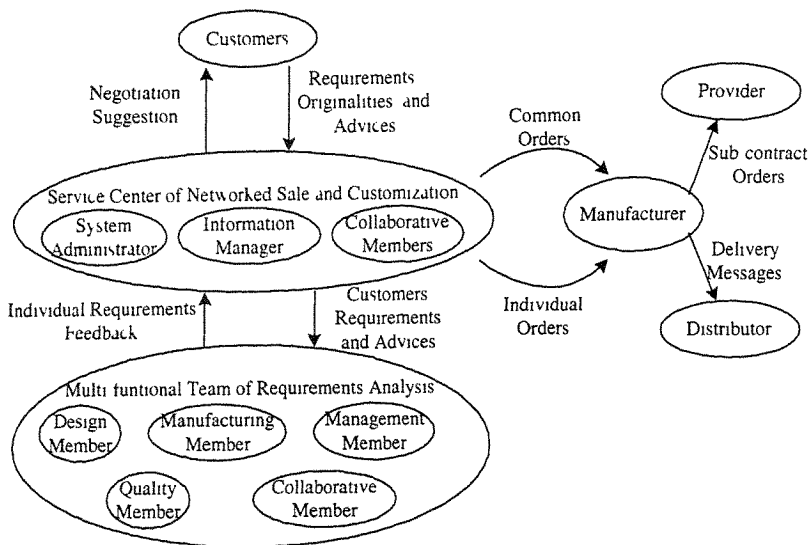 Customers
Negotiation
Suggestion
Requirements
Originalities and
Advices
Provider
Common
Orders
Sub contract
Orders
Service Center of Networked Sale and Customization
System
Administrator
Information
Manager
Collaborative
Members
Manufacturer
Delivery
Messages
Individual Requirements
Feedback
Customers
Requirements
and Advices
Individual
Orders
Distributor
Multi funtional Team of Requirements Analysis
Design
Member
Manufacturing
Member
Management
Member
Quality
Member
Collaborative
Member